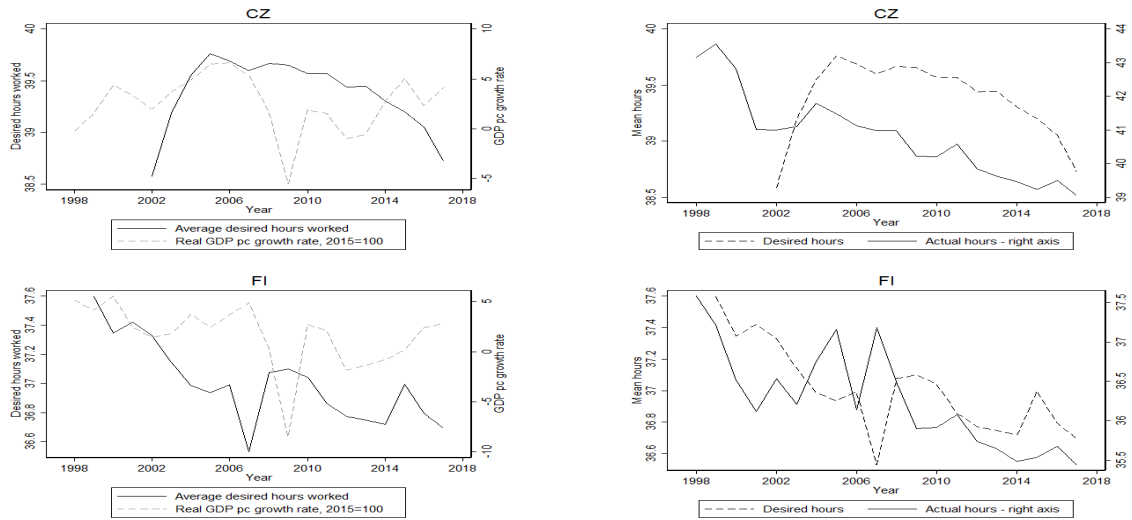 CZ
Desired hours worked
38.5 39 39.5 40
GDP pc growth rate
-5 0 5 10
1998 2002 2006 2010 2014 2018
Year
Average desired hours worked
Real GDP pc growth rate, 2015=100
CZ
Mean hours
38.5 39 39.5 40
39 40 41 42 43 44
1998 2002 2006 2010 2014 2018
Year
Desired hours Actual hours - right axis
FI
Desired hours worked
36.6 36.8 37 37.2 37.4 37.6
GDP pc growth rate
-10 -5 0 5
1998 2002 2006 2010 2014 2018
Year
Average desired hours worked
Real GDP pc growth rate, 2015=100
FI
Mean hours
36.6 36.8 37 37.2 37.4 37.6
35.5 36 36.5 37 37.5
1998 2002 2006 2010 2014 2018
Year
Desired hours Actual hours - right axis